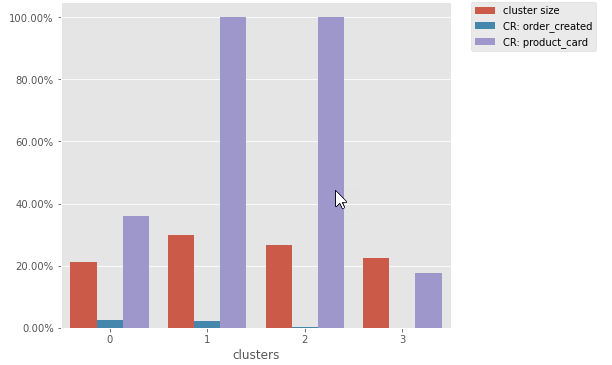 cluster size
CR: order_created
CR: product_card
100.00%
80.00%
60.00%
40.00%
20.00%
0.00%
0 1 2 3
clusters